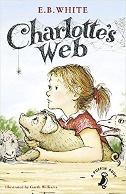 E.B.WHITE
Charlotte's
Web
Illustrated by Garth Williams